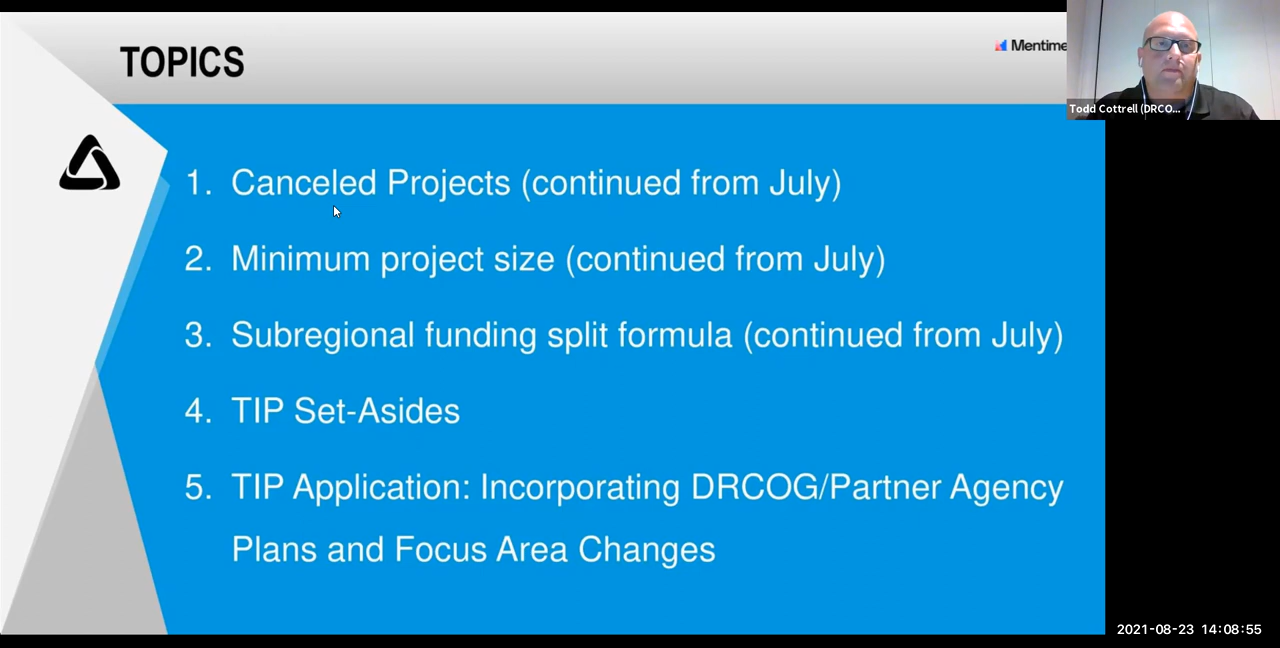 TOPICS
Mentime
Todd Cottrell (DRCO...
1. Canceled Projects (continued from July)
2. Minimum project size (continued from July)
3. Subregional funding split formula (continued from July)
4. TIP Set-Asides
5. TIP Application: Incorporating DRCOG/Partner Agency
Plans and Focus Area Changes
2021-08-23 14:08:55